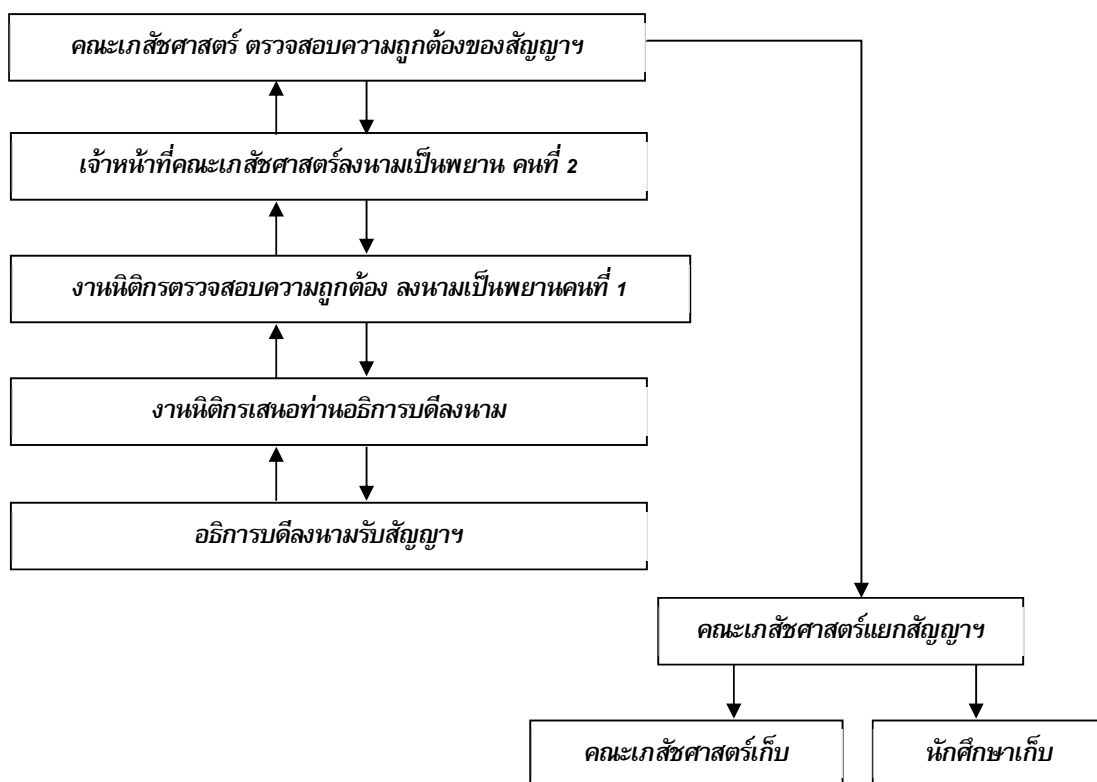 คณะเภสัชศาสตร์ ตรวจสอบความถูกต้องของสัญญาฯ
เจ้าหน้าที่คณะเภสัชศาสตร์ลงนามเป็นพยาน คนที่ 2
งานนิติกรตรวจสอบความถูกต้อง ลงนามเป็นพยานคนที่ 1
งานนิติกรเสนอท่านอธิการบดีลงนาม
อธิการบดีลงนามรับสัญญาฯ
คณะเภสัชศาสตร์แยกสัญญาฯ
คณะเภสัชศาสตร์เก็บ
นักศึกษาเก็บ